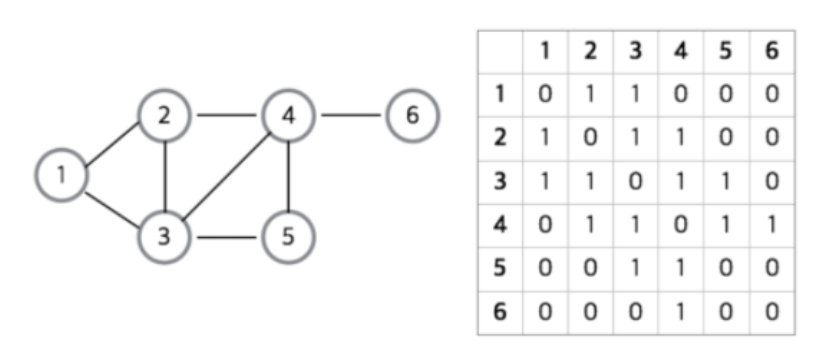 2 4 6
1
3 5
1 2 3 4 5 6
1 0 1 1 0 0 0
2 1 0 1 1 0 0
3 1 1 0 1 1 0
4 0 1 1 0 1 1
5 0 0 1 1 0 0
6 0 0 0 1 0 0